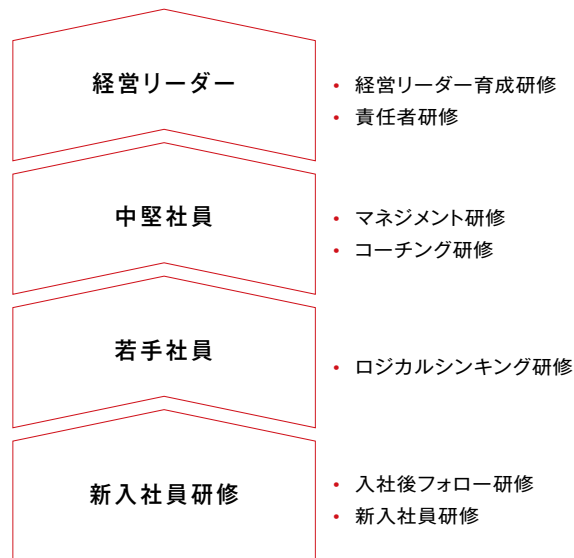 経営リーダー
• 経営リーダー育成研修
• 責任者研修
中堅社員
• マネジメント研修
• コーチング研修
若手社員
• ロジカルシンキング研修
新入社員研修
• 入社後フォロー研修
• 新入社員研修